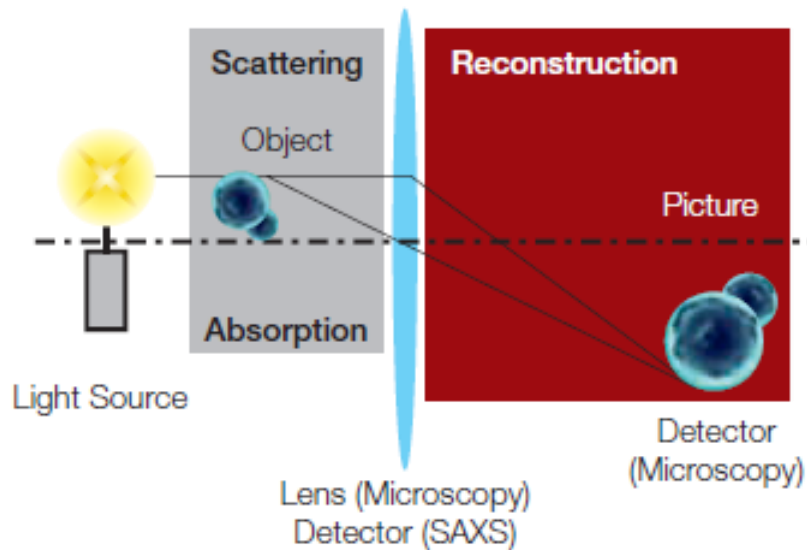 Scattering
Reconstruction
Object
Picture
Absorption
Light Source
Detector
(Microscopy)
Lens (Microscopy)
Detector (SAXS)